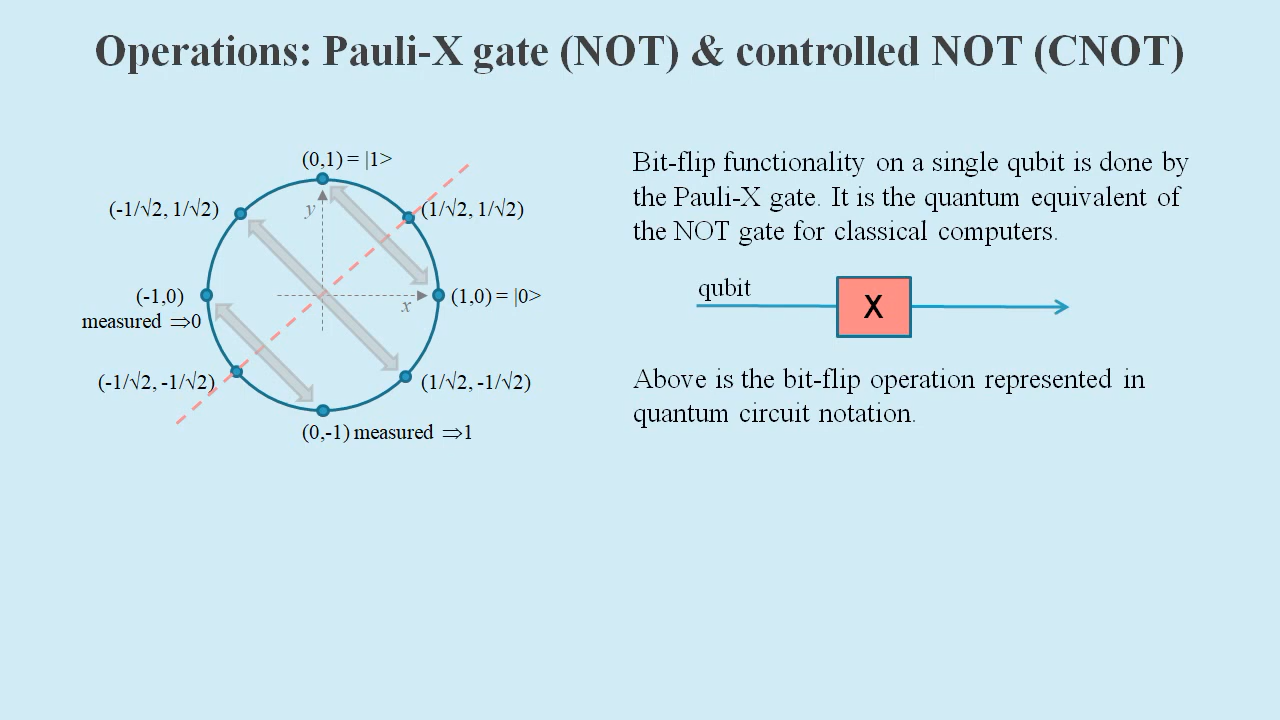 Operations: Pauli-X gate (NOT) & controlled NOT (CNOT)
(0,1) = |1>
(-1/√2, 1/√2)
y
(1/√2, 1/√2)
(-1,0)
measured ⇒0
x
(1,0) = |0>
(-1/√2, -1/√2)
(1/√2, -1/√2)
(0,-1) measured ⇒1
Bit-flip functionality on a single qubit is done by
the Pauli-X gate. It is the quantum equivalent of
the NOT gate for classical computers.
qubit
X
Above is the bit-flip operation represented in
quantum circuit notation.